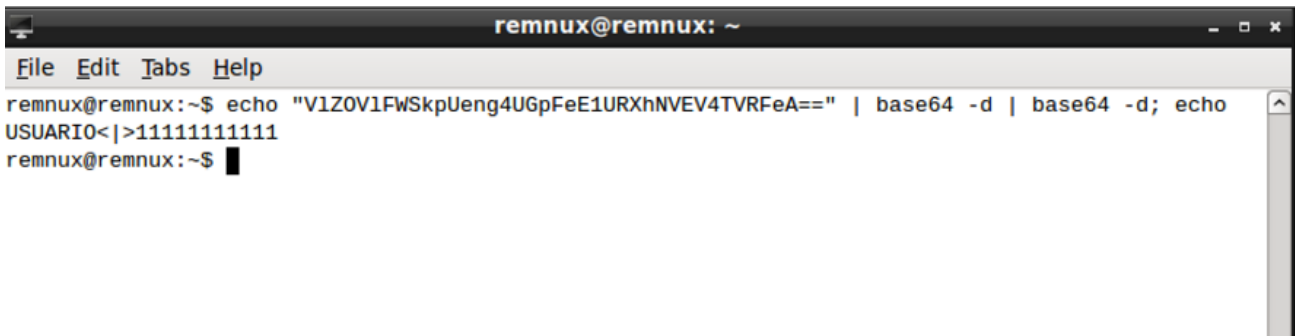 remnux@remnux: ~
File Edit Tabs Help
remnux@remnux:~$ echo "VlZOVlFWSkpUeng4UGpFeE1URXhNVEV4TVRFeA==" | base64 -d | base64 -d; echo
USUARIO<|>11111111111
remnux@remnux:~$